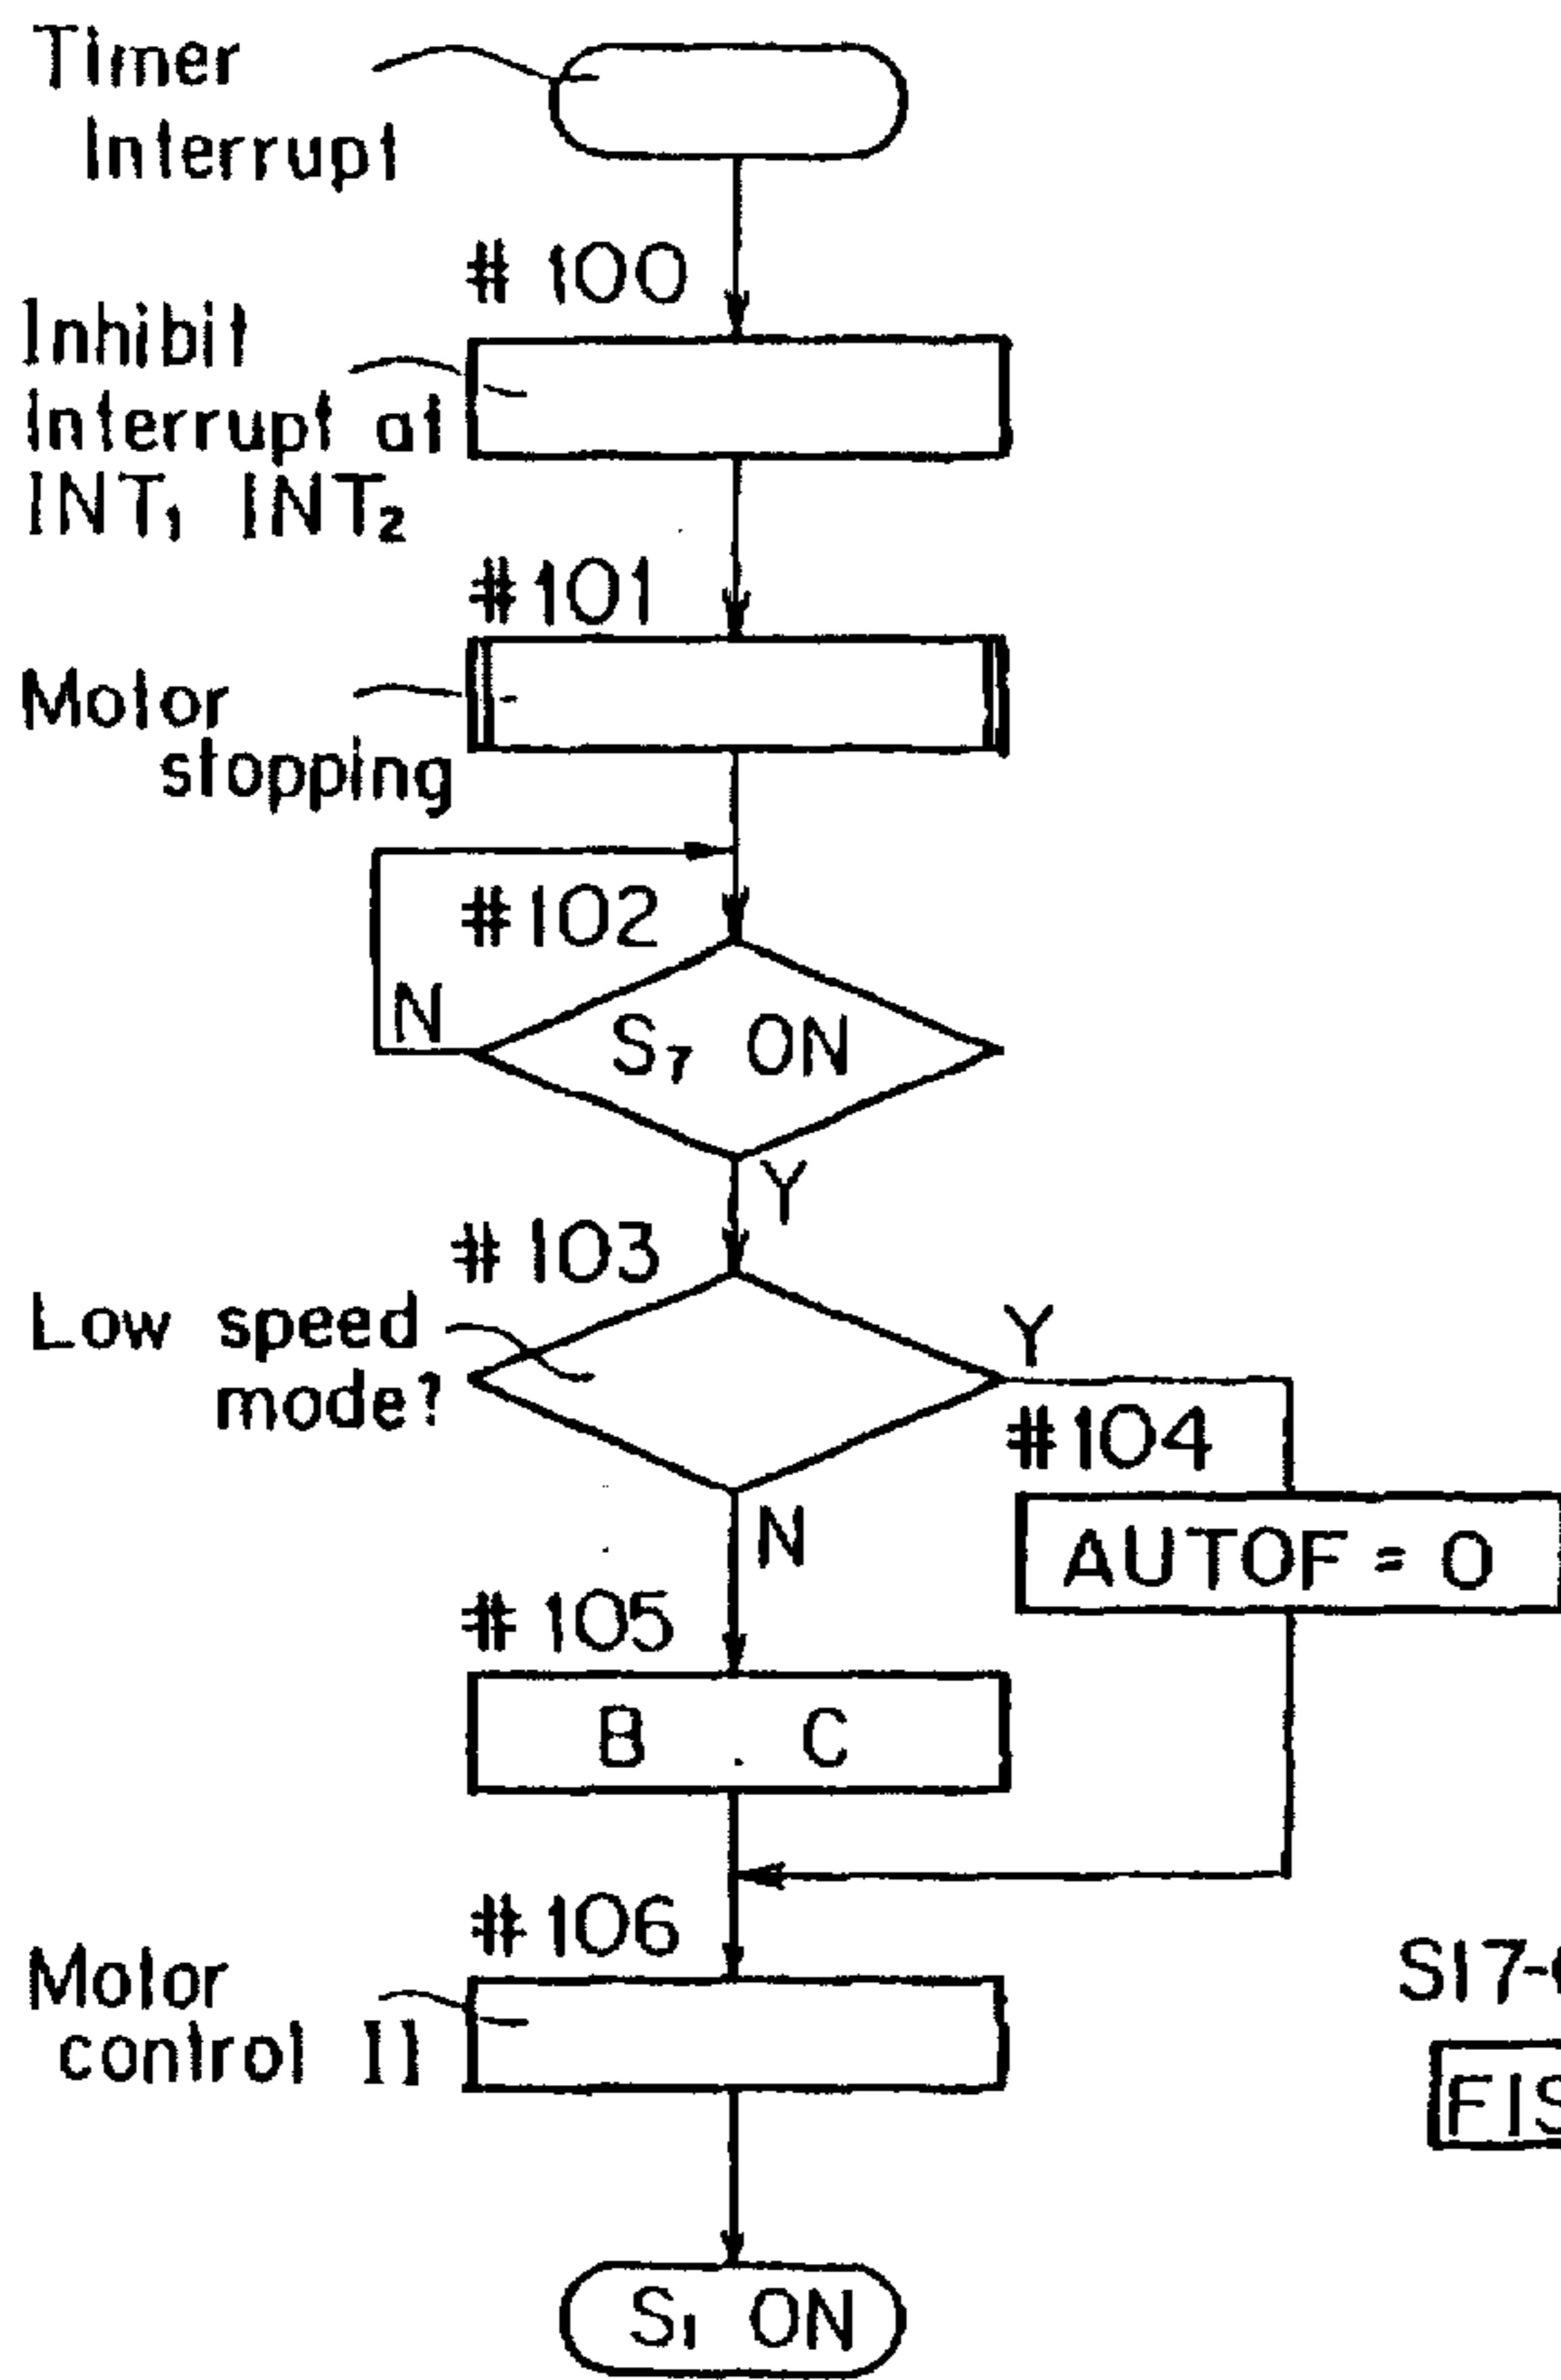 Timer
Interrupt
# 100
Inhibit
Interrupt at
INT₁ INT₂
#101
Motor
stopping
#102
N
S₇ ON
Y
# 103
Low speed
mode?
Y
#104
N
AUTOF = 0
# 105
B . C
# 106
Motor
control II
S₁ ON